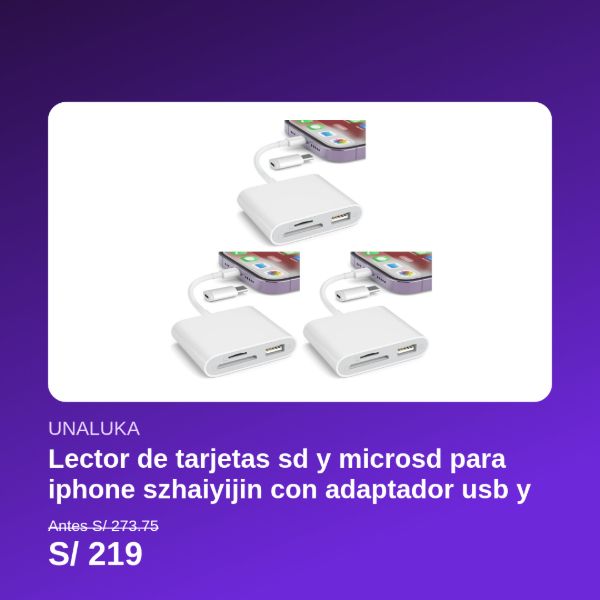 UNALUKA
Lector de tarjetas sd y microsd para
iphone szhaiyijin con adaptador usb y
Antes S/ 273.75
S/ 219